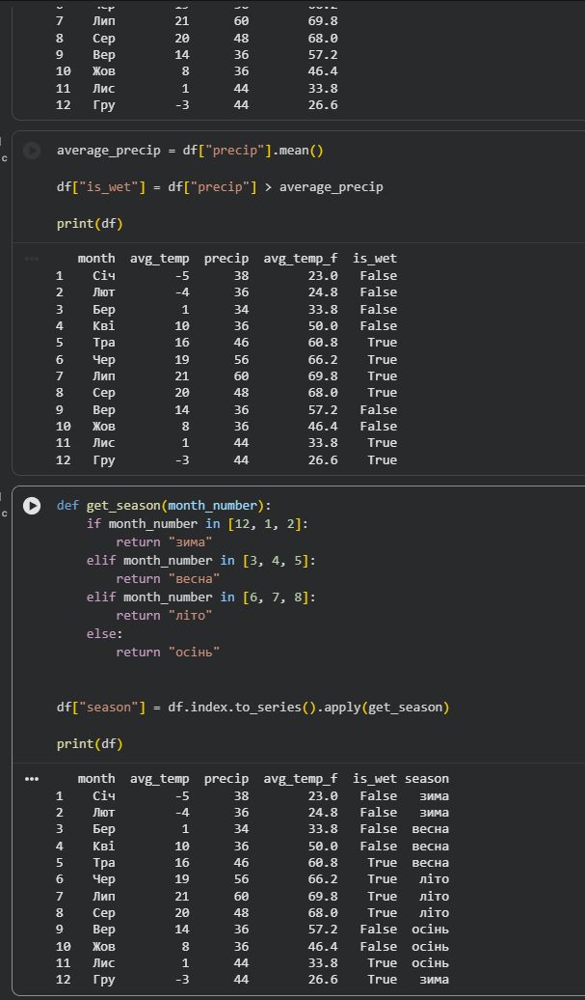 7 Лип 21 60 69.8
8 Сер 20 48 68.0
9 Вер 14 36 57.2
10 Жов 8 36 46.4
11 Лис 1 44 33.8
12 Гру -3 44 26.6
average_precip = df["precip"].mean()
df["is_wet"] = df["precip"] > average_precip
print(df)
month avg_temp precip avg_temp_f is_wet
1 Січ -5 38 23.0 False
2 Лют -4 36 24.8 False
3 Бер 1 34 33.8 False
4 Кві 10 36 50.0 False
5 Тра 16 46 60.8 True
6 Чер 19 56 66.2 True
7 Лип 21 60 69.8 True
8 Сер 20 48 68.0 True
9 Вер 14 36 57.2 False
10 Жов 8 36 46.4 False
11 Лис 1 44 33.8 True
12 Гру -3 44 26.6 True
def get_season(month_number):
    if month_number in [12, 1, 2]:
        return "зима"
    elif month_number in [3, 4, 5]:
        return "весна"
    elif month_number in [6, 7, 8]:
        return "літо"
    else:
        return "осінь"
df["season"] = df.index.to_series().apply(get_season)
print(df)
month avg_temp precip avg_temp_f is_wet season
1 Січ -5 38 23.0 False зима
2 Лют -4 36 24.8 False зима
3 Бер 1 34 33.8 False весна
4 Кві 10 36 50.0 False весна
5 Тра 16 46 60.8 True весна
6 Чер 19 56 66.2 True літо
7 Лип 21 60 69.8 True літо
8 Сер 20 48 68.0 True літо
9 Вер 14 36 57.2 False осінь
10 Жов 8 36 46.4 False осінь
11 Лис 1 44 33.8 True осінь
12 Гру -3 44 26.6 True зима